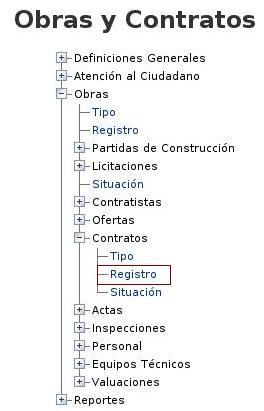 Obras y Contratos
Definiciones Generales
Atención al Ciudadano
Obras
Tipo
Registro
Partidas de Construcción
Licitaciones
Situación
Contratistas
Ofertas
Contratos
Tipo
Registro
Situación
Actas
Inspecciones
Personal
Equipos Técnicos
Valuaciones
Reportes